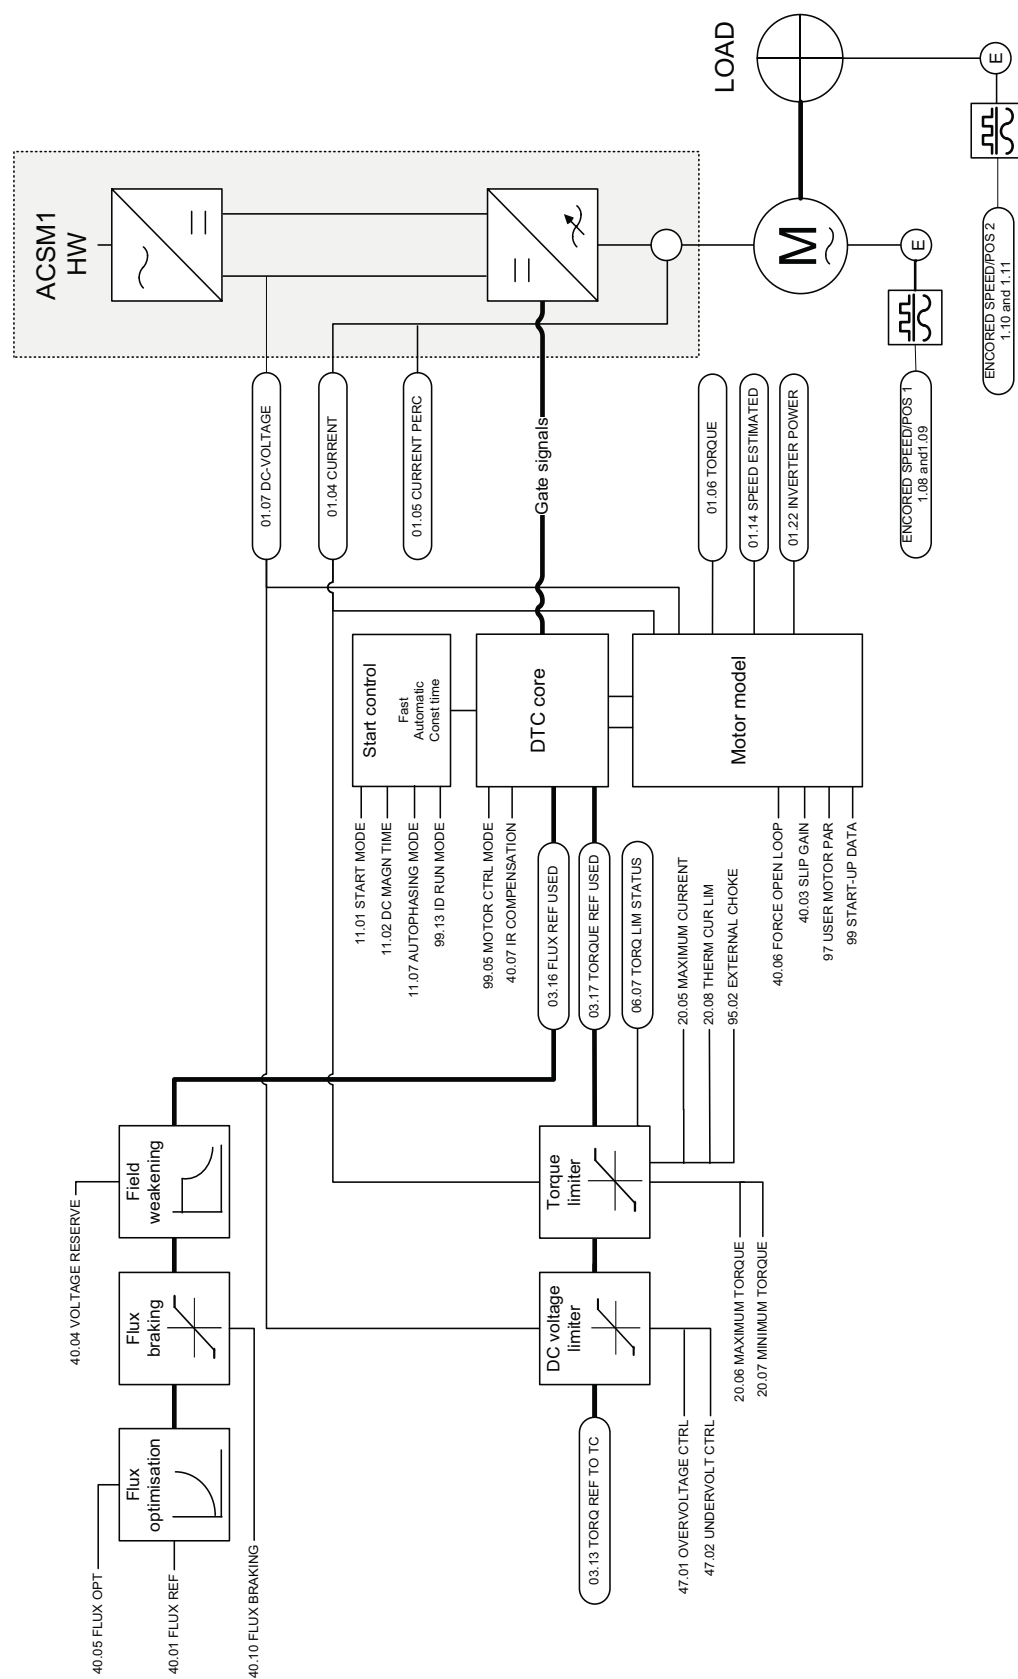 40.05 FLUX OPT
40.01 FLUX REF
40.10 FLUX BRAKING
Flux
optimisation
Flux
braking
40.04 VOLTAGE RESERVE
Field
weakening
03.13 TORQ REF TO TC
47.01 OVERVOLTAGE CTRL
47.02 UNDERVOLT CTRL
DC voltage
limiter
20.06 MAXIMUM TORQUE
20.07 MINIMUM TORQUE
Torque
limiter
20.05 MAXIMUM CURRENT
20.08 THERM CUR LIM
95.02 EXTERNAL CHOKE
03.16 FLUX REF USED
03.17 TORQUE REF USED
06.07 TORQ LIM STATUS
11.01 START MODE
11.02 DC MAGN TIME
11.07 AUTOPHASING MODE
99.13 ID RUN MODE
99.05 MOTOR CTRL MODE
40.07 IR COMPENSATION
40.06 FORCE OPEN LOOP
40.03 SLIP GAIN
97 USER MOTOR PAR
99 START-UP DATA
Start control
Fast
Automatic
Const time
DTC core
Motor model
01.07 DC-VOLTAGE
01.04 CURRENT
01.05 CURRENT PERC
Gate signals
01.06 TORQUE
01.14 SPEED ESTIMATED
01.22 INVERTER POWER
ENCORED SPEED/POS 1
1.08 and1.09
ENCORED SPEED/POS 2
1.10 and 1.11
ACSM1
HW
M
E
LOAD
E